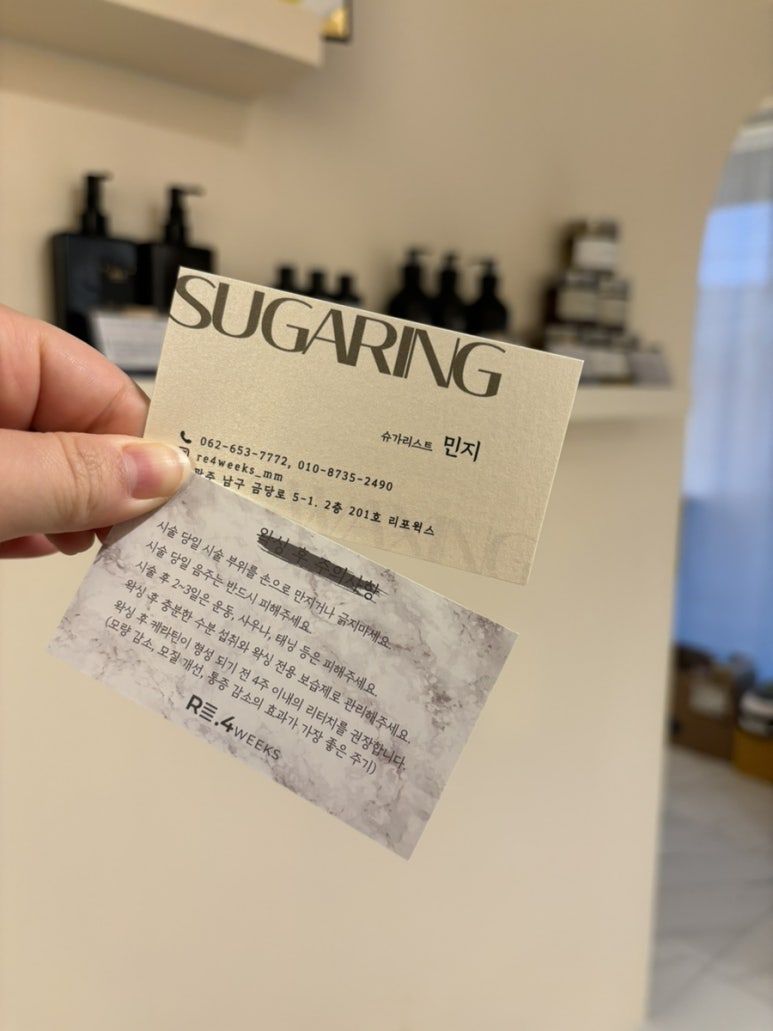 SUGARING
슈가리스트 민지
062-653-7772, 010-8735-2490
re4weeks_mm
광주 남구 금당로 5-1. 2층 201호 리포윅스
왁싱 후 주의사항
시술 당일 시술 부위를 손으로 만지거나 긁지마세요.
시술 당일 음주는 반드시 피해주세요.
시술 후 2~3일은 운동, 사우나, 태닝 등은 피해주세요.
왁싱 후 충분한 수분 섭취와 왁싱 전용 보습제로 관리해주세요.
왁싱 후 케라틴이 형성 되기 전 4주 이내의 리터치를 권장합니다.
(모량 감소, 모질 개선, 통증 감소의 효과가 가장 좋은 주기)
RE.4WEEKS